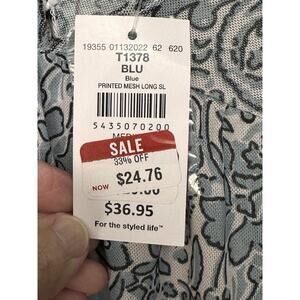 19355 01132022 62 620
T1378
BLU
Blue
PRINTED MESH LONG SL
5435070200
SALE
33% OFF
NOW $24.76
$36.95
For the styled life™